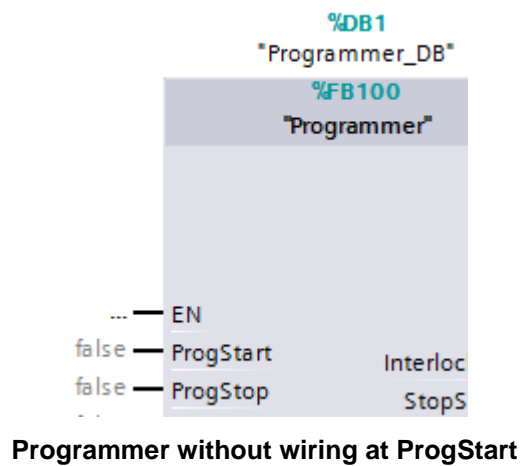 %DB1
"Programmer_DB"
%FB100
"Programmer"
... EN
false ProgStart
Interloc
false ProgStop
StopS
Programmer without wiring at ProgStart